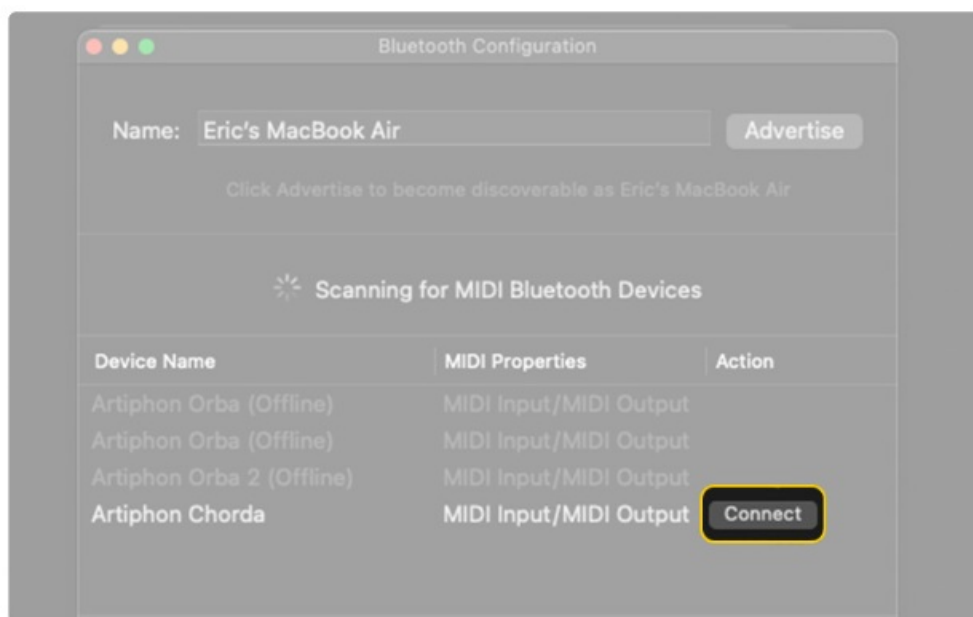 Bluetooth Configuration
Name: Eric's MacBook Air Advertise
Click Advertise to become discoverable as Eric's MacBook Air
Scanning for MIDI Bluetooth Devices
Device Name MIDI Properties Action
Artiphon Orba (Offline) MIDI Input/MIDI Output
Artiphon Orba (Offline) MIDI Input/MIDI Output
Artiphon Orba 2 (Offline) MIDI Input/MIDI Output
Artiphon Chorda MIDI Input/MIDI Output Connect